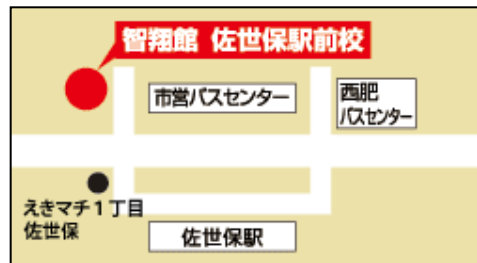 智翔館 佐世保駅前校
市営バスセンター
西肥
バスセンター
えきマチ1丁目
佐世保
佐世保駅